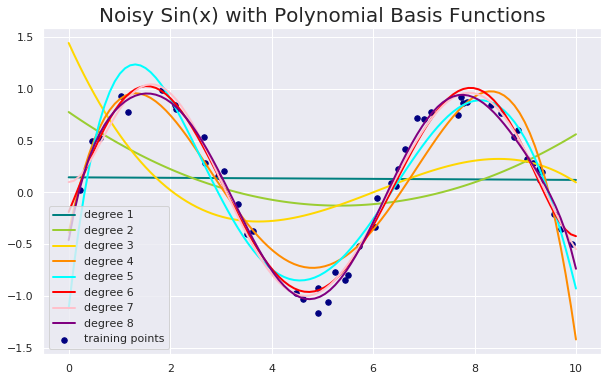 Noisy Sin(x) with Polynomial Basis Functions
1.5
1.0
0.5
0.0
−0.5
−1.0
−1.5
degree 1
degree 2
degree 3
degree 4
degree 5
degree 6
degree 7
degree 8
training points
0 2 4 6 8 10